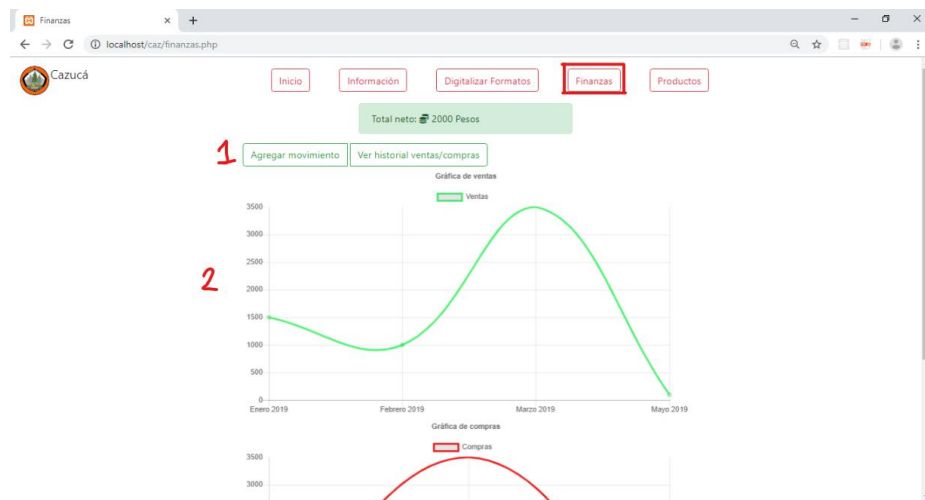 Finanzas
localhost/caz/finanzas.php
Cazucá
Inicio
Información
Digitalizar Formatos
Finanzas
Productos
Total neto: 2000 Pesos
1
Agregar movimiento
Ver historial ventas/compras
Gráfica de ventas
Ventas
3500
3000
2500
2
2000
1500
1000
500
0
Enero 2019
Febrero 2019
Marzo 2019
Mayo 2019
Gráfica de compras
Compras
3500
3000